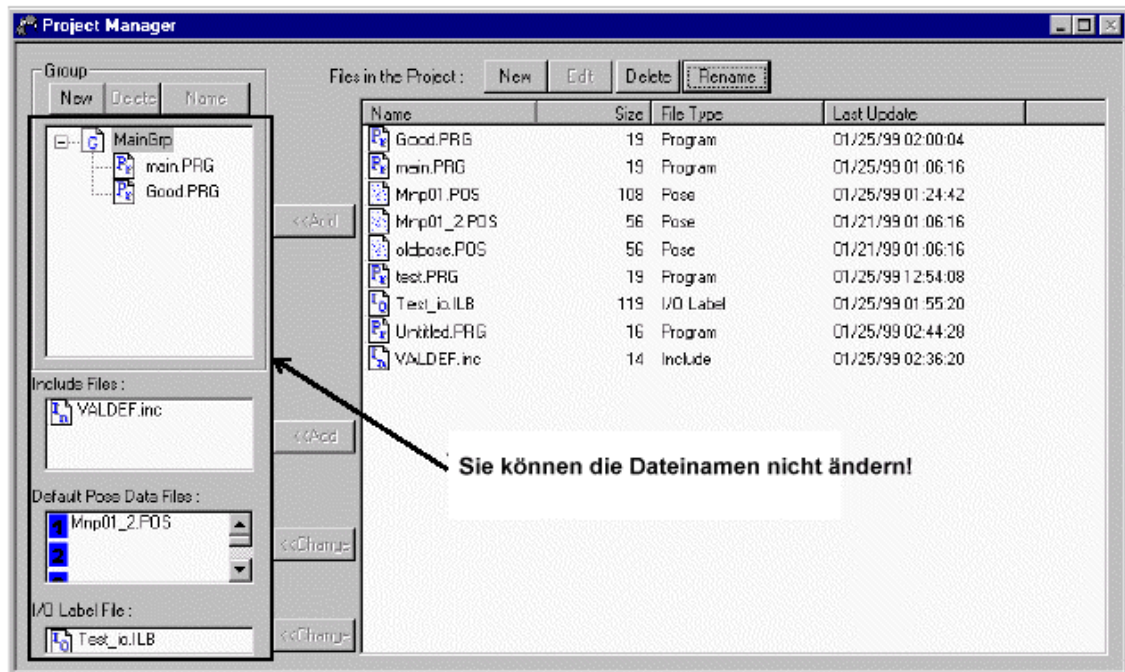 Project Manager
Group
New Delete Name
MainGrp
main.PRG
Good.PRG
Include Files :
VALDEF.inc
Default Pose Data Files :
1 Mnp01_2.POS
2
I/O Label File :
Test_io.ILB
<<Add
<<Add
<<Change
<<Change
Files in the Project : New Edit Delete Rename
Name Size File Type Last Update
Good.PRG 19 Program 01/25/99 02:00:04
main.PRG 19 Program 01/25/99 01:06:16
Mnp01.POS 108 Pose 01/25/99 01:24:42
Mnp01_2.POS 56 Pose 01/21/99 01:06:16
oldpose.POS 56 Pose 01/21/99 01:06:16
test.PRG 19 Program 01/25/99 12:54:08
Test_io.ILB 119 I/O Label 01/25/99 01:55:20
Untitled.PRG 16 Program 01/25/99 02:44:28
VALDEF.inc 14 Include 01/25/99 02:36:20
Sie können die Dateinamen nicht ändern!